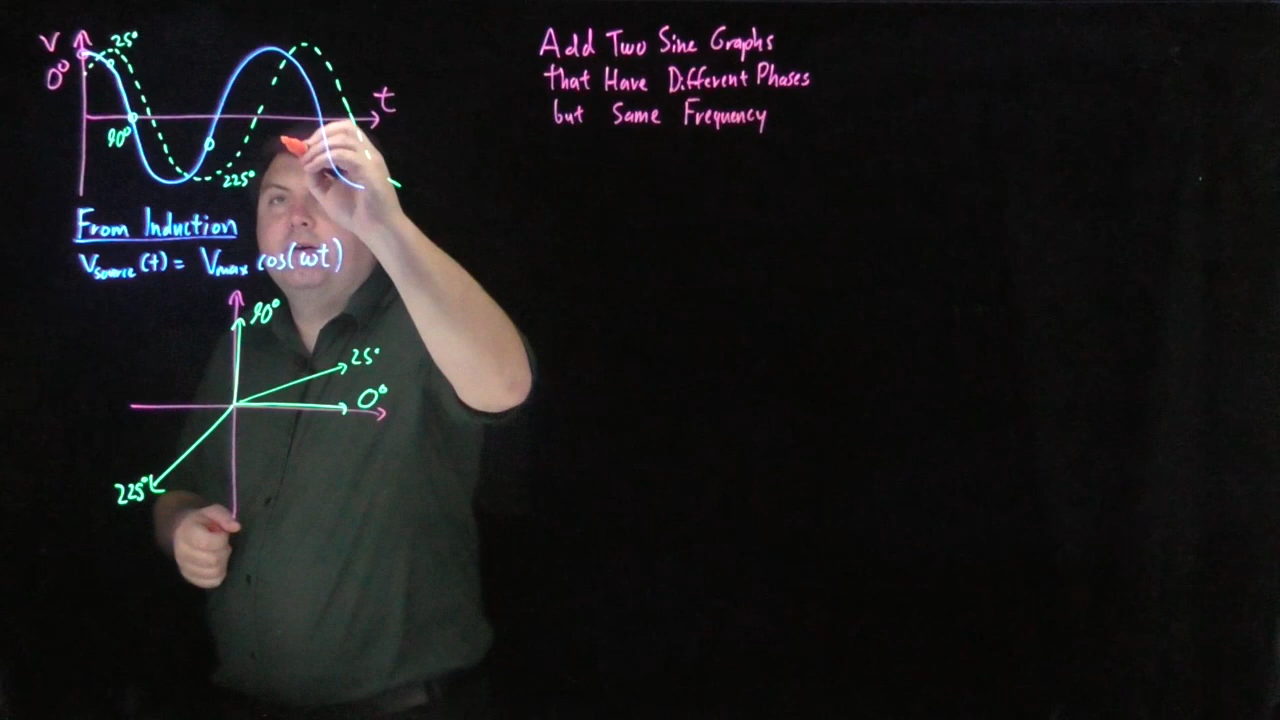 V
0°
25°
90°
225°
t
Add Two Sine Graphs
that Have Different Phases
but Same Frequency
From Induction
Vsource (t) = Vmax cos(ωt)
90°
25°
0°
225°